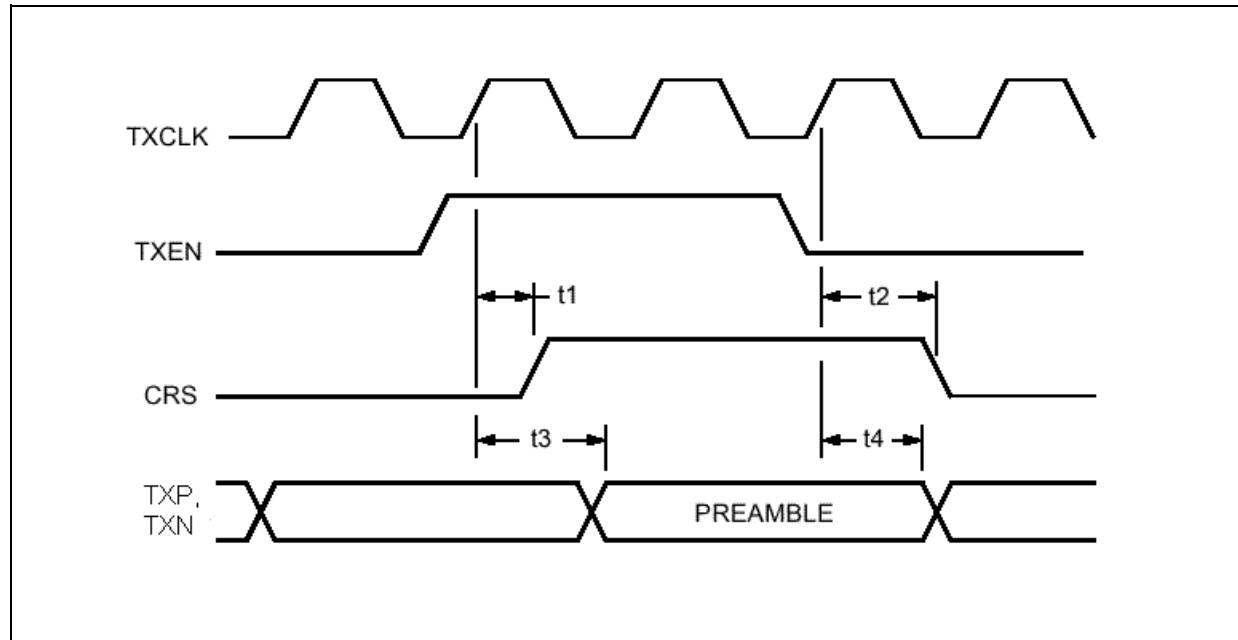 TXCLK
TXEN
t1
t2
CRS
t3
t4
TXP,
TXN
PREAMBLE